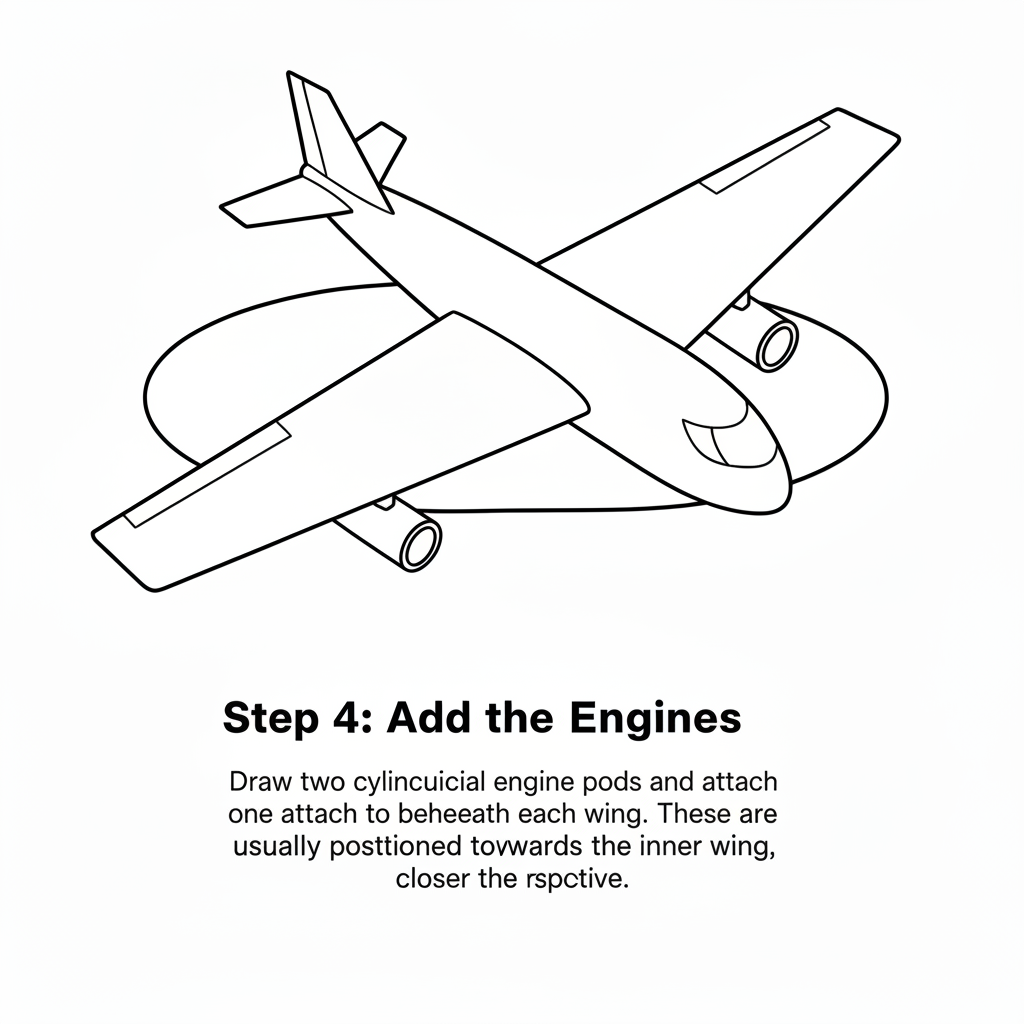 Step 4: Add the Engines
Draw two cylincuicial engine pods and attach
one attach to beheeath each wing. These are
usually posttioned tovwards the inner wing,
closer the rspctive.